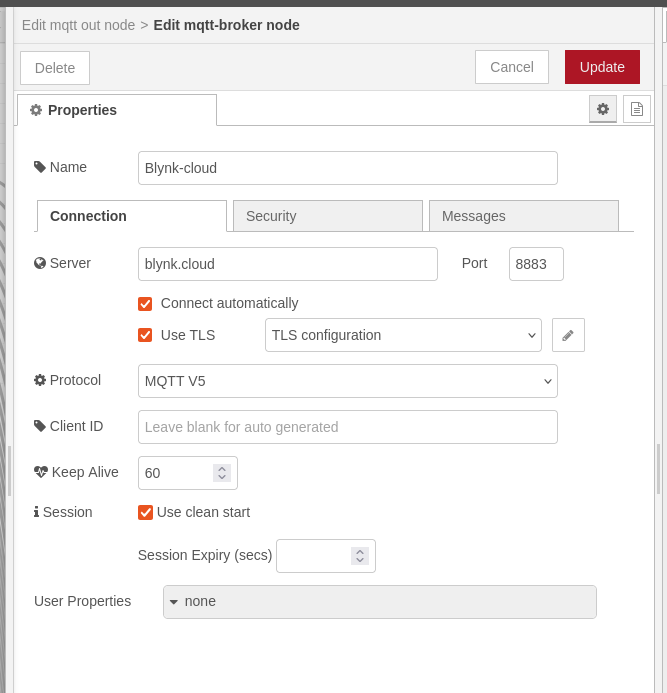 Edit mqtt out node > Edit mqtt-broker node
Delete
Cancel
Update
Properties
Name
Blynk-cloud
Connection
Security
Messages
Server
blynk.cloud
Port
8883
Connect automatically
Use TLS
TLS configuration
Protocol
MQTT V5
Client ID
Leave blank for auto generated
Keep Alive
60
Session
Use clean start
Session Expiry (secs)
User Properties
none